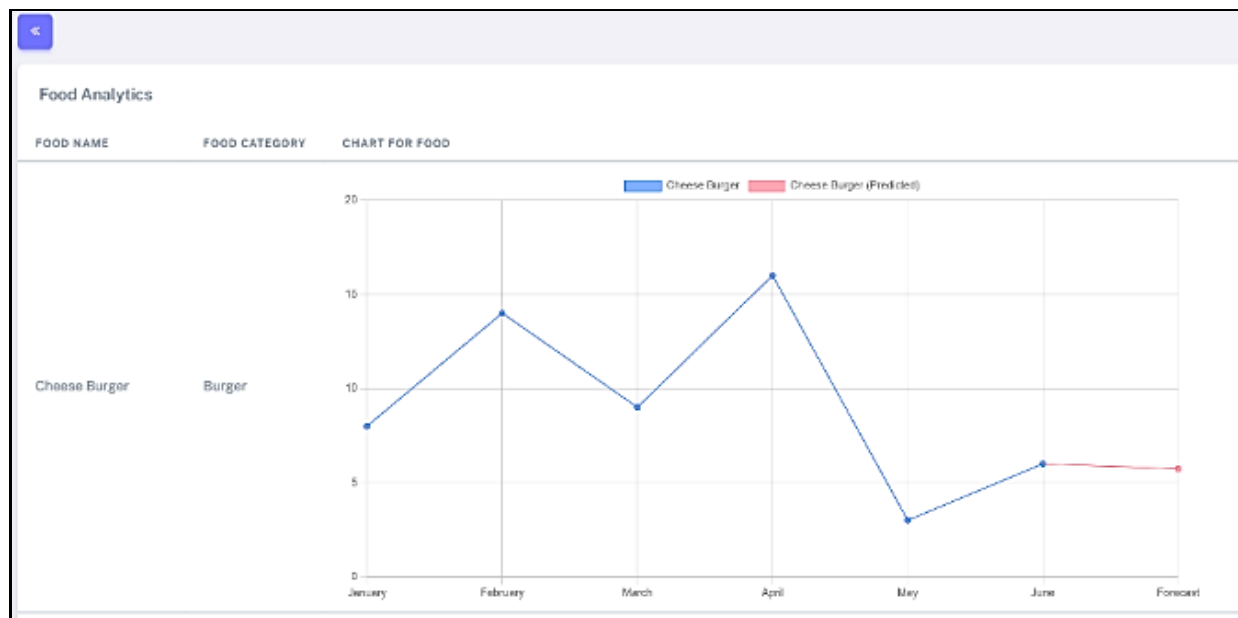 «
Food Analytics
FOOD NAME FOOD CATEGORY CHART FOR FOOD
Cheese Burger Cheese Burger (Predicted)
20
15
10
5
0
Cheese Burger Burger
January February March April May June Forecast